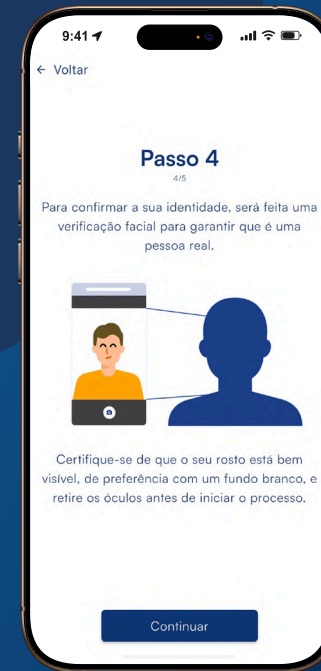 9:41
← Voltar
Passo 4
4/5
Para confirmar a sua identidade, será feita uma
verificação facial para garantir que é uma
pessoa real.
Certifique-se de que o seu rosto está bem
visível, de preferência com um fundo branco, e
retire os óculos antes de iniciar o processo.
Continuar